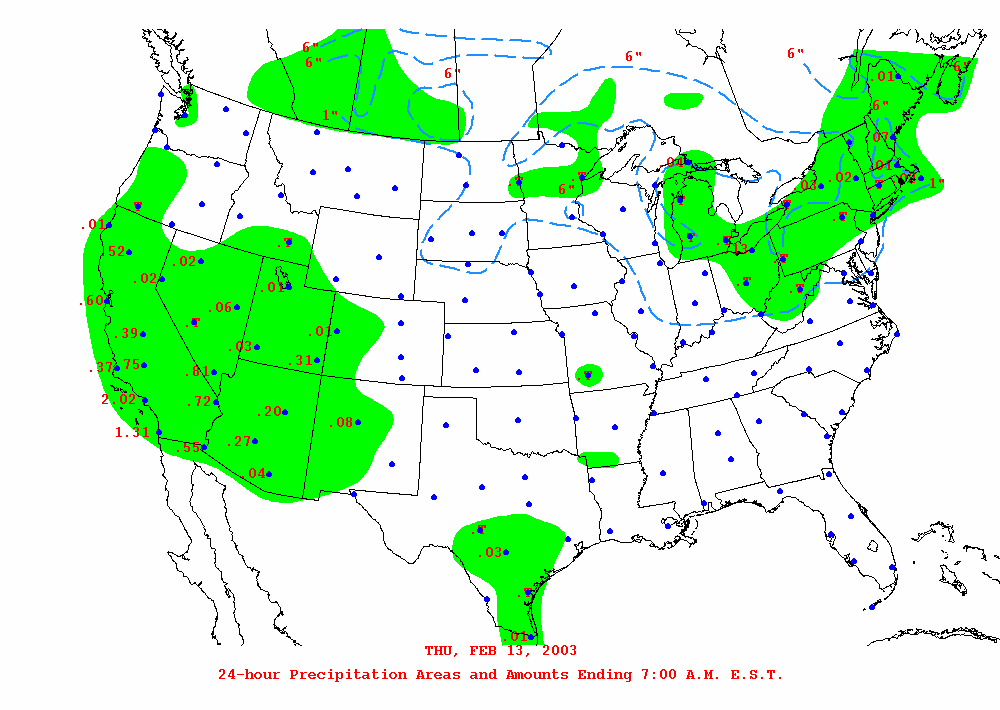 6"
6"
6"
6"
6"
6"
.01
1"
6"
.07
.04
.01
T
T
6"
.03
.02
1"
T
T
T
T
.01
T
T
.13
.52
.02
T
T
.02
.01
T
T
.60
.06
T
.39
.01
.03
.37
.75
.31
.81
T
2.02
.72
.20
.08
1.31
.27
.55
.04
T
.03
T
.01
THU, FEB 13, 2003
24-hour Precipitation Areas and Amounts Ending 7:00 A.M. E.S.T.